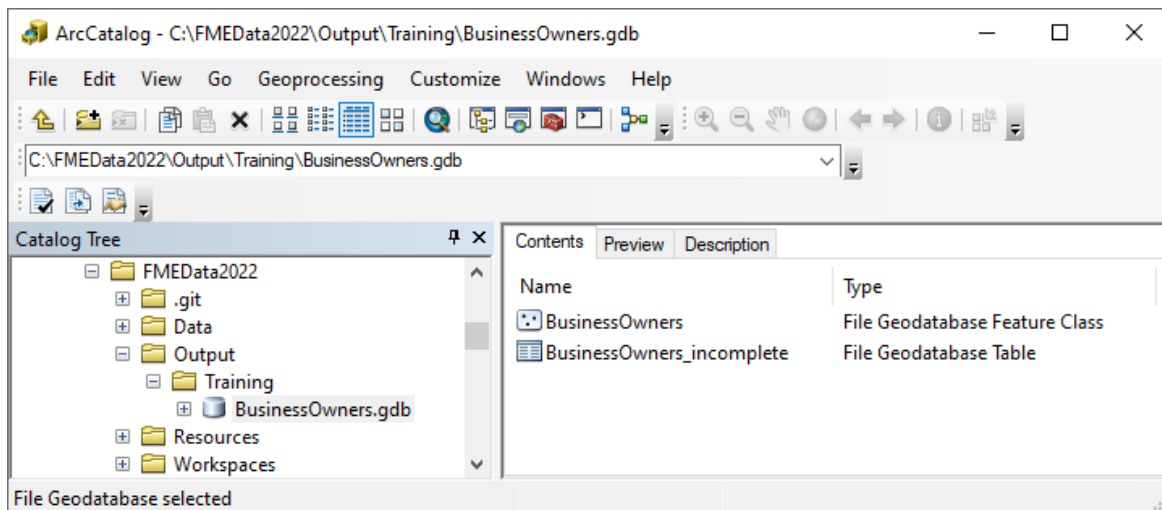 ArcCatalog - C:\FMEData2022\Output\Training\BusinessOwners.gdb
File Edit View Go Geoprocessing Customize Windows Help
C:\FMEData2022\Output\Training\BusinessOwners.gdb
Catalog Tree
FMEData2022
.git
Data
Output
Training
BusinessOwners.gdb
Resources
Workspaces
Contents Preview Description
Name Type
BusinessOwners File Geodatabase Feature Class
BusinessOwners_incomplete File Geodatabase Table
File Geodatabase selected